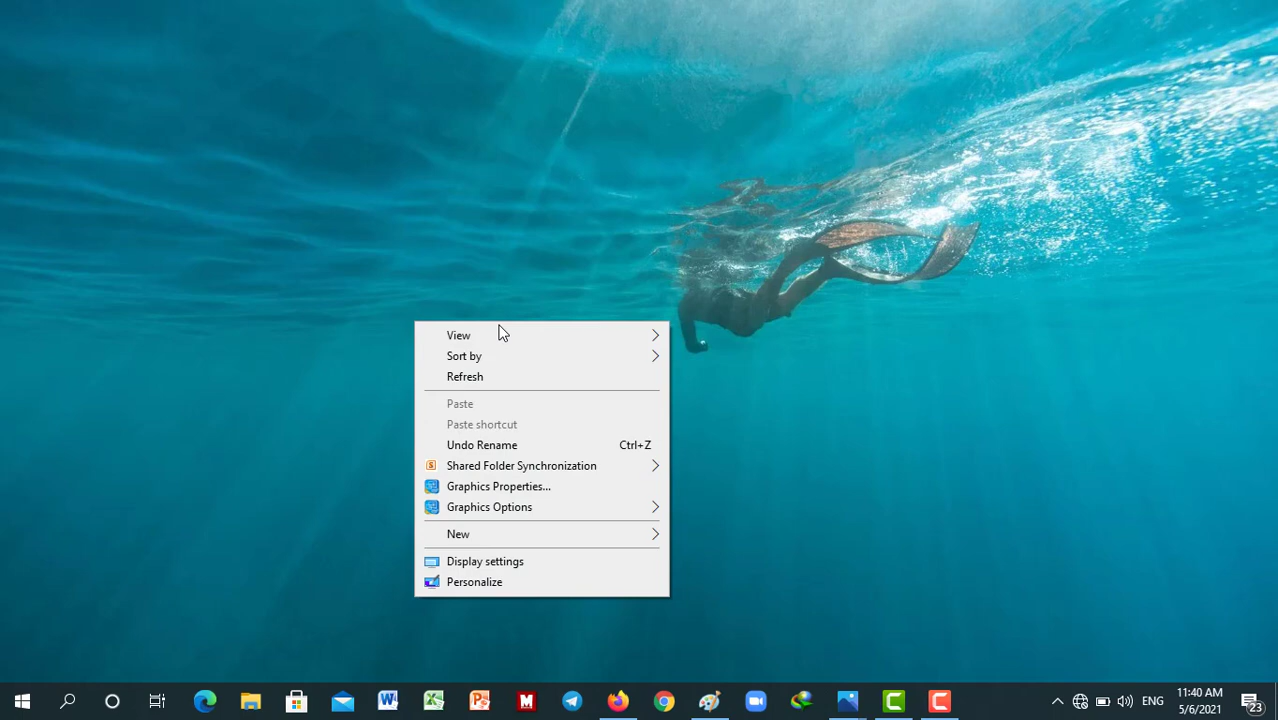 View
Sort by
Refresh
Paste
Paste shortcut
Undo Rename Ctrl+Z
Shared Folder Synchronization
Graphics Properties...
Graphics Options
New
Display settings
Personalize
ENG
11:40 AM
5/6/2021
23